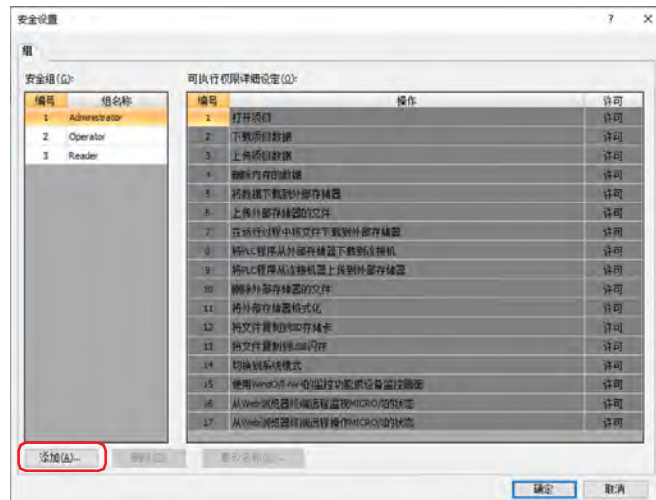 安全设置
? X
组
安全组(G):
可执行权限详细设定(O):
编号 组名称
编号 操作 许可
1 Administrator
2 Operator
3 Reader
1 打开项目 许可
2 下载项目数据 许可
3 上传项目数据 许可
4 删除内存的数据 许可
5 将数据下载到外部存储器 许可
6 上传外部存储器的文件 许可
7 在运行过程中将文件下载到外部存储器 许可
8 将PLC程序从外部存储器下载到连接机 许可
9 将PLC程序从连接机器上传到外部存储器 许可
10 删除外部存储器的文件 许可
11 将外部存储器格式化 许可
12 将文件复制到SD存储卡 许可
13 将文件复制到USB闪存 许可
14 切换到系统模式 许可
15 使用WindO/I-NV4的监控功能或设备监控画面 许可
16 从Web浏览器终端远程监视MICRO/I的状态 许可
17 从Web浏览器终端远程操作MICRO/I的状态 许可
添加(A)...
删除(D)
更改名称(R)...
确定 取消